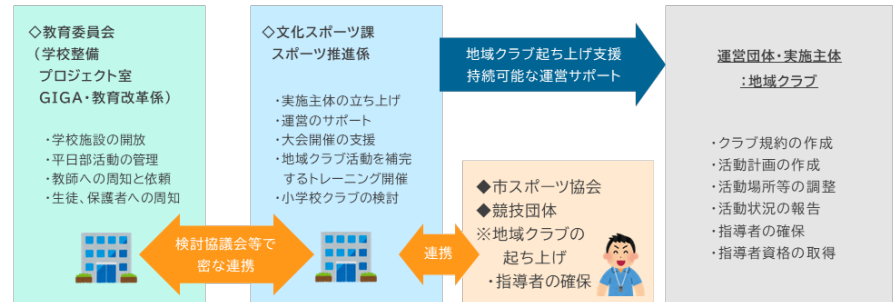 ◇教育委員会
（学校整備
プロジェクト室
GIGA・教育改革係）
・学校施設の開放
・平日部活動の管理
・教師への周知と依頼
・生徒、保護者への周知
検討協議会等で
密な連携
◇文化スポーツ課
スポーツ推進係
・実施主体の立ち上げ
・運営のサポート
・大会開催の支援
・地域クラブ活動を補完
するトレーニング開催
・小学校クラブの検討
連携
地域クラブ起ち上げ支援
持続可能な運営サポート
◆市スポーツ協会
◆競技団体
※地域クラブの
起ち上げ
・指導者の確保
運営団体・実施主体
：地域クラブ
・クラブ規約の作成
・活動計画の作成
・活動場所等の調整
・活動状況の報告
・指導者の確保
・指導者資格の取得